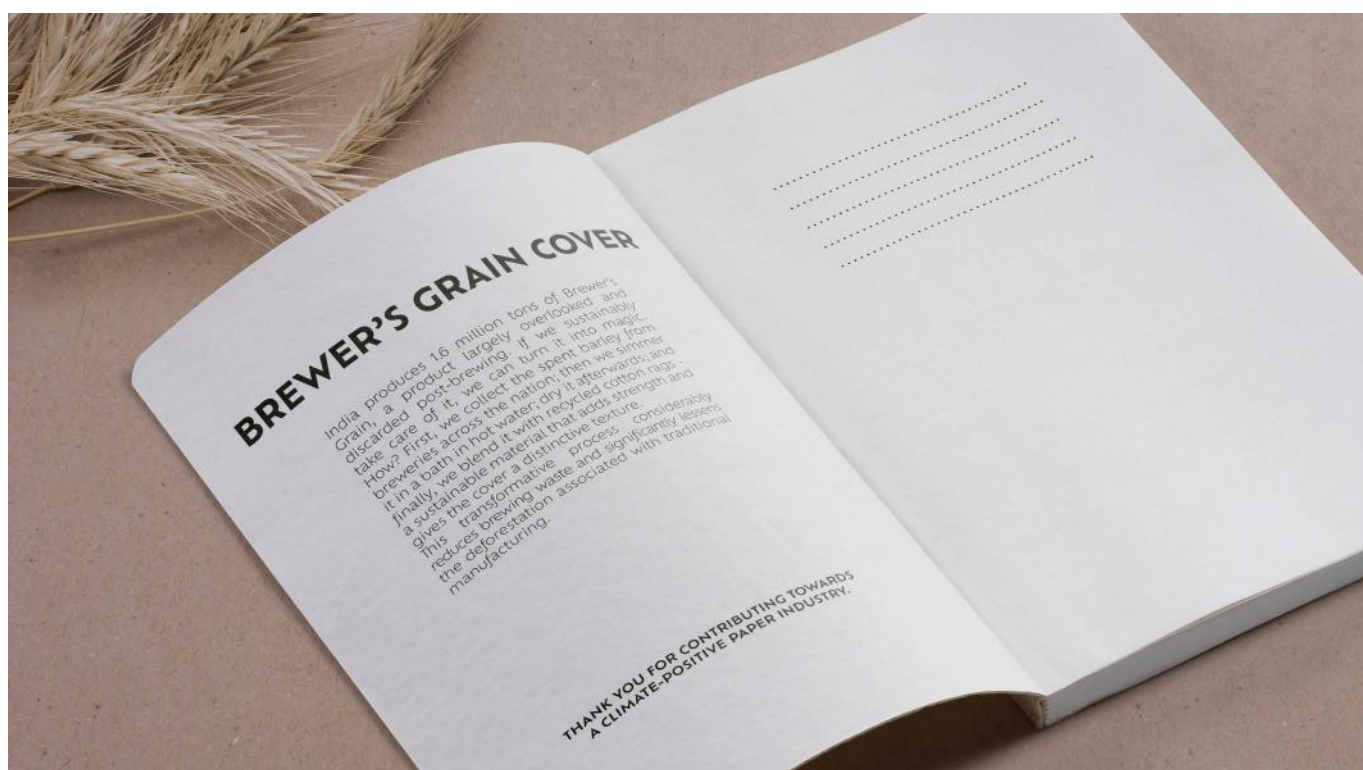 BREWER'S GRAIN COVER
India produces 1.6 million tons of Brewer's
Grain, a product largely overlooked and
discarded post-brewing. If we sustainably
take care of it, we can turn it into magic.
How? First, we collect the spent barley from
breweries across the nation; then we simmer
it in a bath in hot water; dry it afterwards; and
finally, we blend it with recycled cotton rags -
a sustainable material that adds strength and
gives the cover a distinctive texture.
This transformative process considerably
reduces brewing waste and significantly lessens
the deforestation associated with traditional
manufacturing.
THANK YOU FOR CONTRIBUTING TOWARDS
A CLIMATE-POSITIVE PAPER INDUSTRY.